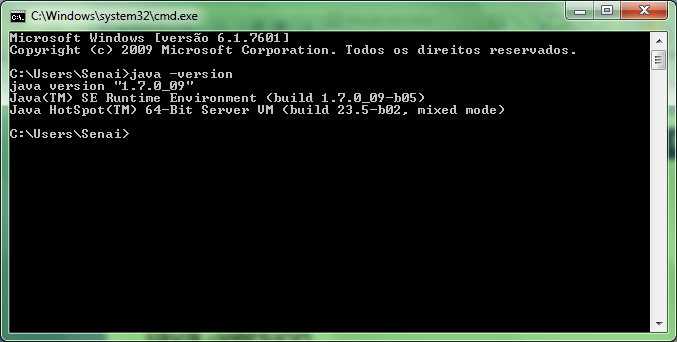 C:\Windows\system32\cmd.exe
Microsoft Windows [versão 6.1.7601]
Copyright (c) 2009 Microsoft Corporation. Todos os direitos reservados.
C:\Users\Senai>java -version
java version "1.7.0_09"
Java(TM) SE Runtime Environment (build 1.7.0_09-b05)
Java HotSpot(TM) 64-Bit Server VM (build 23.5-b02, mixed mode)
C:\Users\Senai>